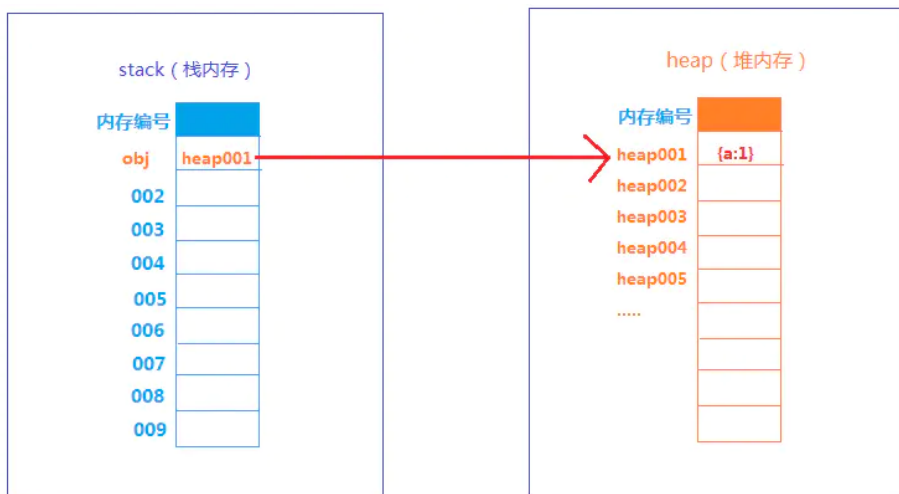 stack（栈内存）
内存编号
obj heap001
002
003
004
005
006
007
008
009
heap（堆内存）
内存编号
heap001 {a:1}
heap002
heap003
heap004
heap005
.....